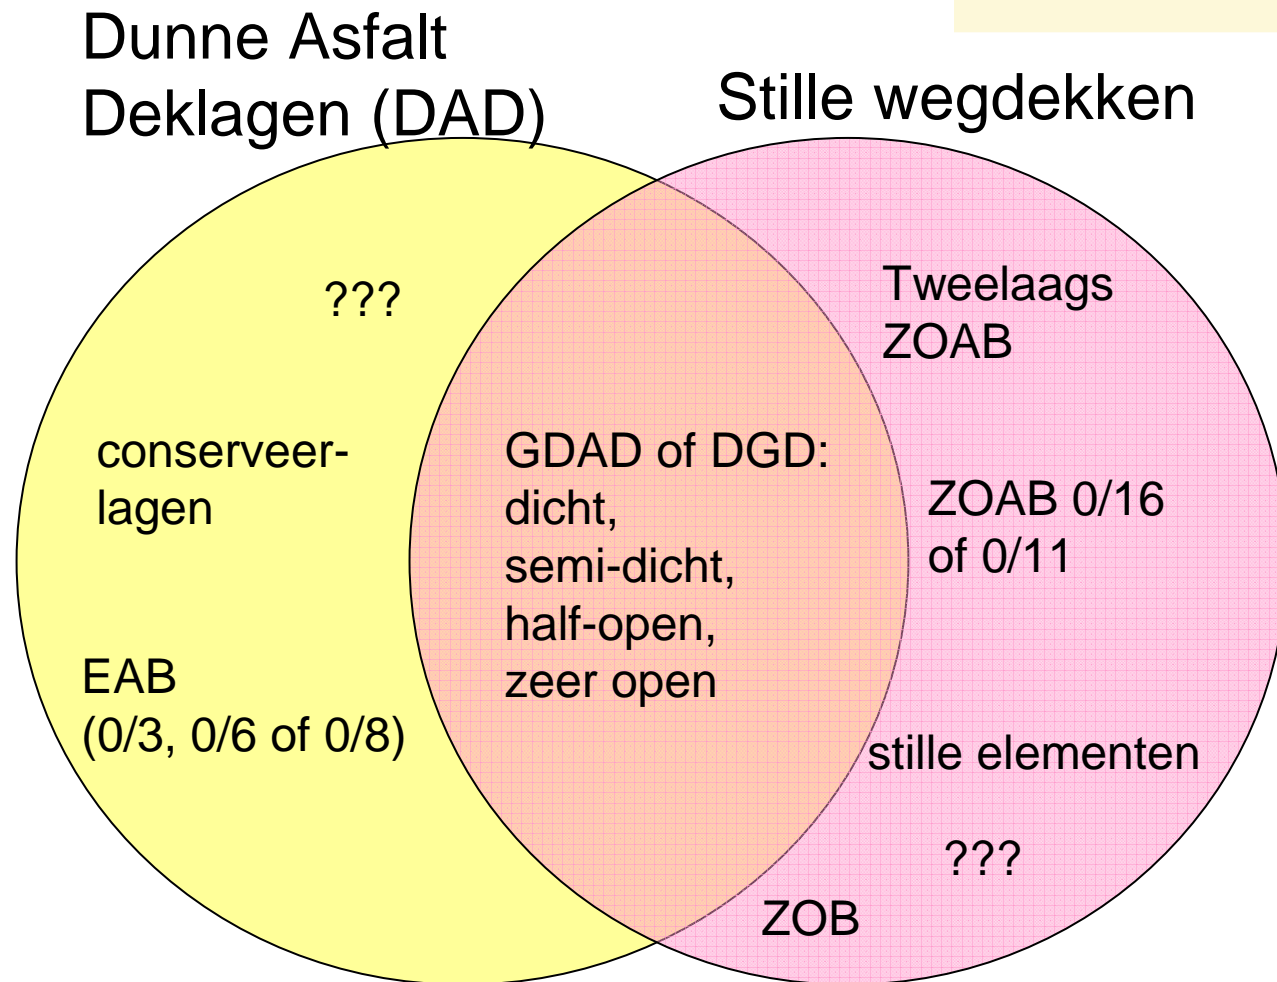 Dunne Asfalt
Deklagen (DAD)
Stille wegdekken
???
conserveer-
lagen
EAB
(0/3, 0/6 of 0/8)
GDAD of DGD:
dicht,
semi-dicht,
half-open,
zeer open
Tweelaags
ZOAB
ZOAB 0/16
of 0/11
stille elementen
???
ZOB